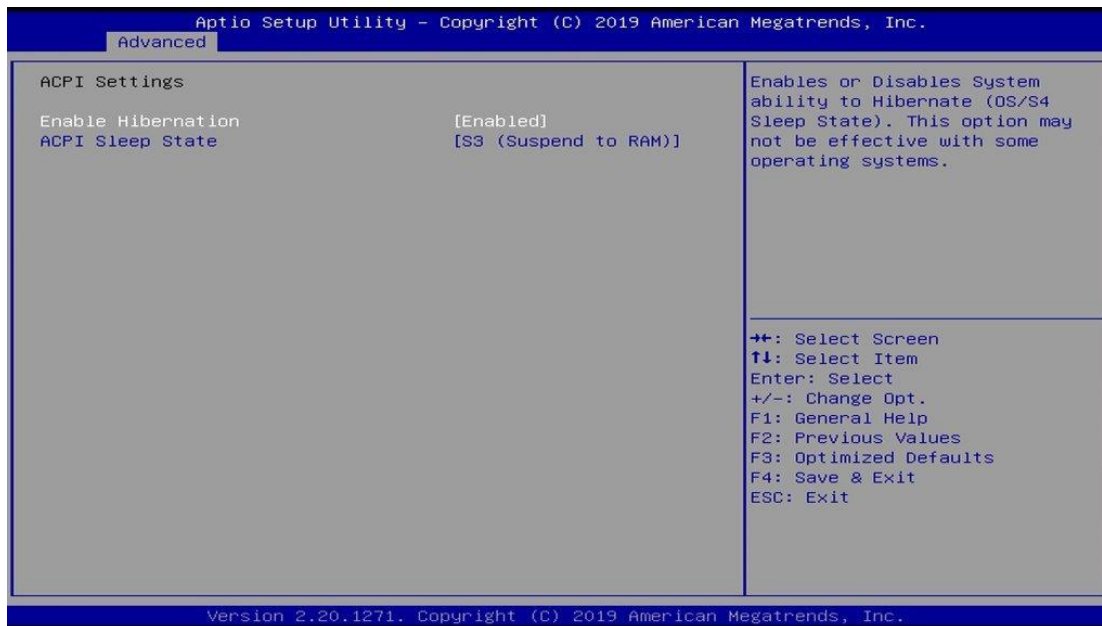 Aptio Setup Utility – Copyright (C) 2019 American Megatrends, Inc.
Advanced
ACPI Settings
Enable Hibernation [Enabled]
ACPI Sleep State [S3 (Suspend to RAM)]
Enables or Disables System
ability to Hibernate (OS/S4
Sleep State). This option may
not be effective with some
operating systems.
→←: Select Screen
↑↓: Select Item
Enter: Select
+/-: Change Opt.
F1: General Help
F2: Previous Values
F3: Optimized Defaults
F4: Save & Exit
ESC: Exit
Version 2.20.1271. Copyright (C) 2019 American Megatrends, Inc.